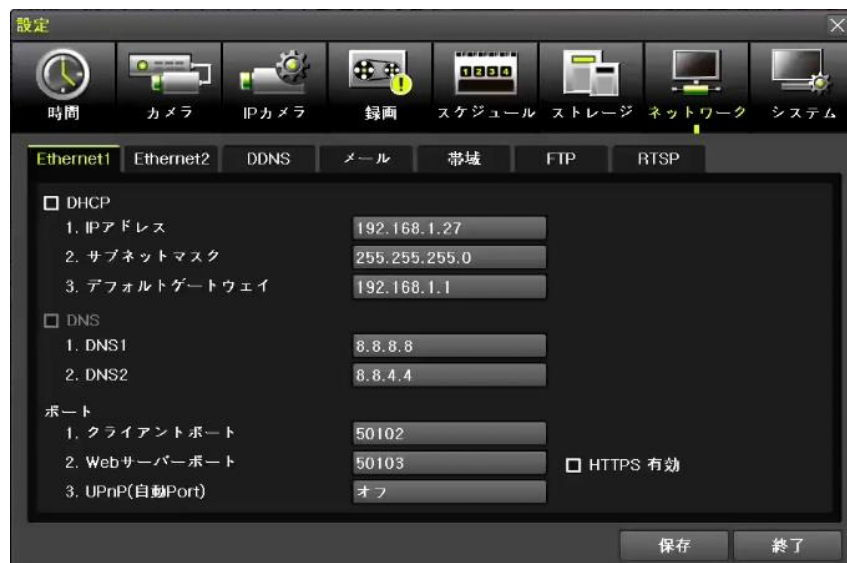 設定
時間 カメラ IPカメラ 録画 スケジュール ストレージ ネットワーク システム
Ethernet1 Ethernet2 DDNS メール 帯域 FTP RTSP
DHCP
1. IPアドレス 192.168.1.27
2. サブネットマスク 255.255.255.0
3. デフォルトゲートウェイ 192.168.1.1
DNS
1. DNS1 8.8.8.8
2. DNS2 8.8.4.4
ポート
1. クライアントポート 50102
2. Webサーバーポート 50103 HTTPS 有効
3. UPnP(自動Port) オフ
保存 終了